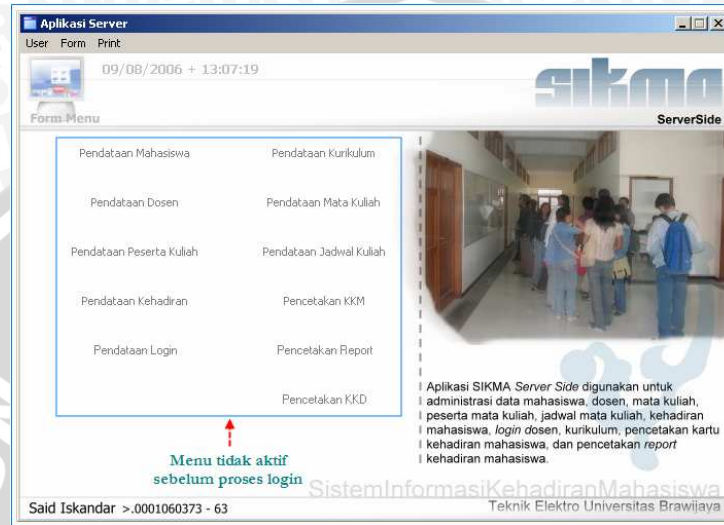 Aplikasi Server
User Form Print
09/08/2006 + 13:07:19
sikma
Form Menu
ServerSide
Pendataan Mahasiswa
Pendataan Kurikulum
Pendataan Dosen
Pendataan Mata Kuliah
Pendataan Peserta Kuliah
Pendataan Jadwal Kuliah
Pendataan Kehadiran
Pencetakan KKM
Pendataan Login
Pencetakan Report
Pencetakan KKD
Menu tidak aktif
sebelum proses login
Aplikasi SIKMA Server Side digunakan untuk
administrasi data mahasiswa, dosen, mata kuliah,
peserta mata kuliah, jadwal mata kuliah, kehadiran
mahasiswa, login dosen, kurikulum, pencetakan kartu
kehadiran mahasiswa, dan pencetakan report
kehadiran mahasiswa.
SistemInformasiKehadiranMahasiswa
Said Iskandar >.0001060373 - 63
Teknik Elektro Universitas Brawijaya